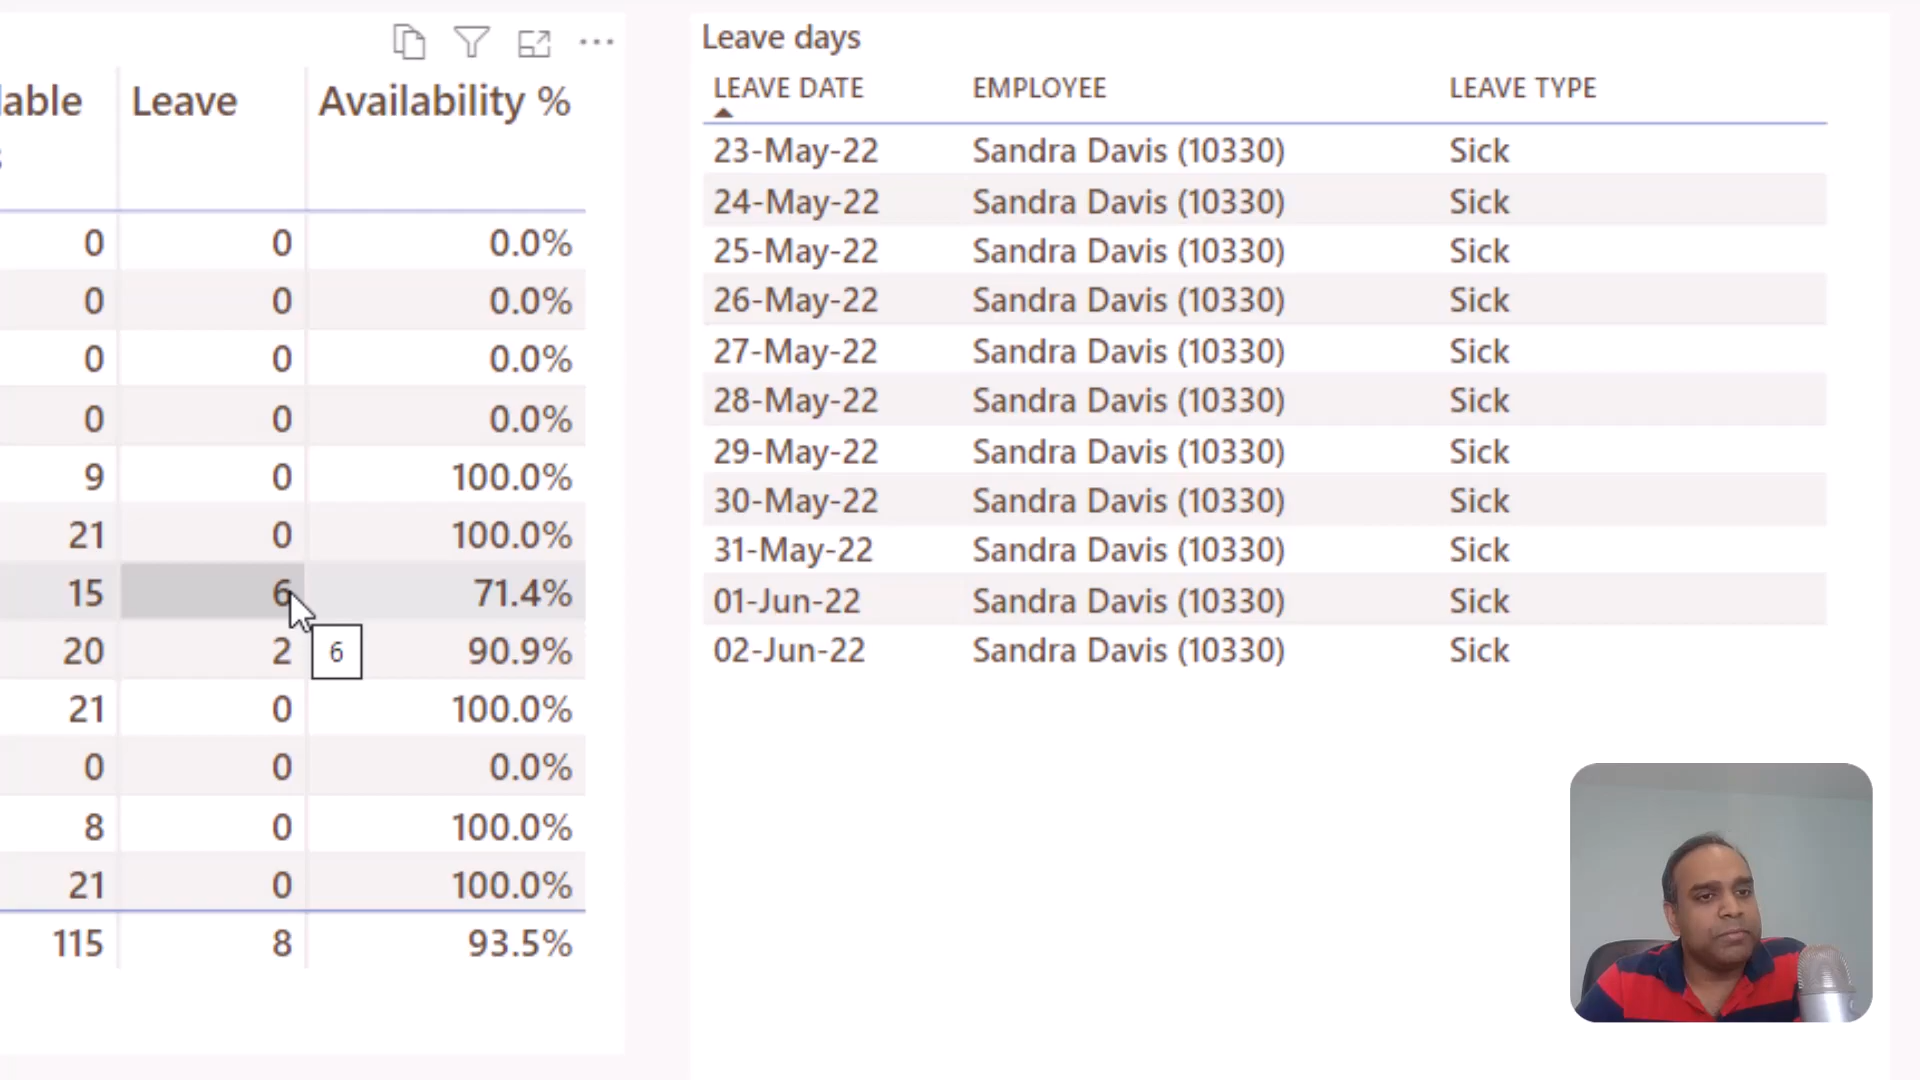 lable Leave Availability %
0 0 0.0%
0 0 0.0%
0 0 0.0%
0 0 0.0%
9 0 100.0%
21 0 100.0%
15 6 71.4%
20 2 90.9%
6
21 0 100.0%
0 0 0.0%
8 0 100.0%
21 0 100.0%
115 8 93.5%
Leave days
LEAVE DATE EMPLOYEE LEAVE TYPE
23-May-22 Sandra Davis (10330) Sick
24-May-22 Sandra Davis (10330) Sick
25-May-22 Sandra Davis (10330) Sick
26-May-22 Sandra Davis (10330) Sick
27-May-22 Sandra Davis (10330) Sick
28-May-22 Sandra Davis (10330) Sick
29-May-22 Sandra Davis (10330) Sick
30-May-22 Sandra Davis (10330) Sick
31-May-22 Sandra Davis (10330) Sick
01-Jun-22 Sandra Davis (10330) Sick
02-Jun-22 Sandra Davis (10330) Sick